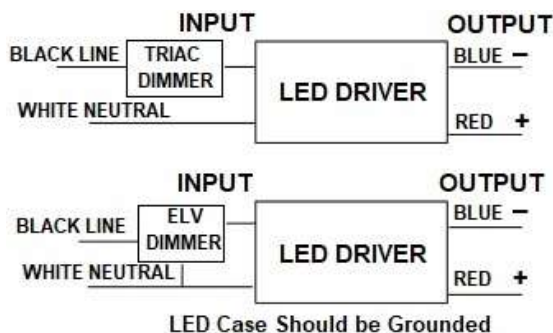 INPUT OUTPUT
BLACK LINE TRIAC DIMMER BLUE –
LED DRIVER
WHITE NEUTRAL
RED +
INPUT OUTPUT
BLACK LINE ELV DIMMER BLUE –
LED DRIVER
WHITE NEUTRAL RED +
LED Case Should be Grounded